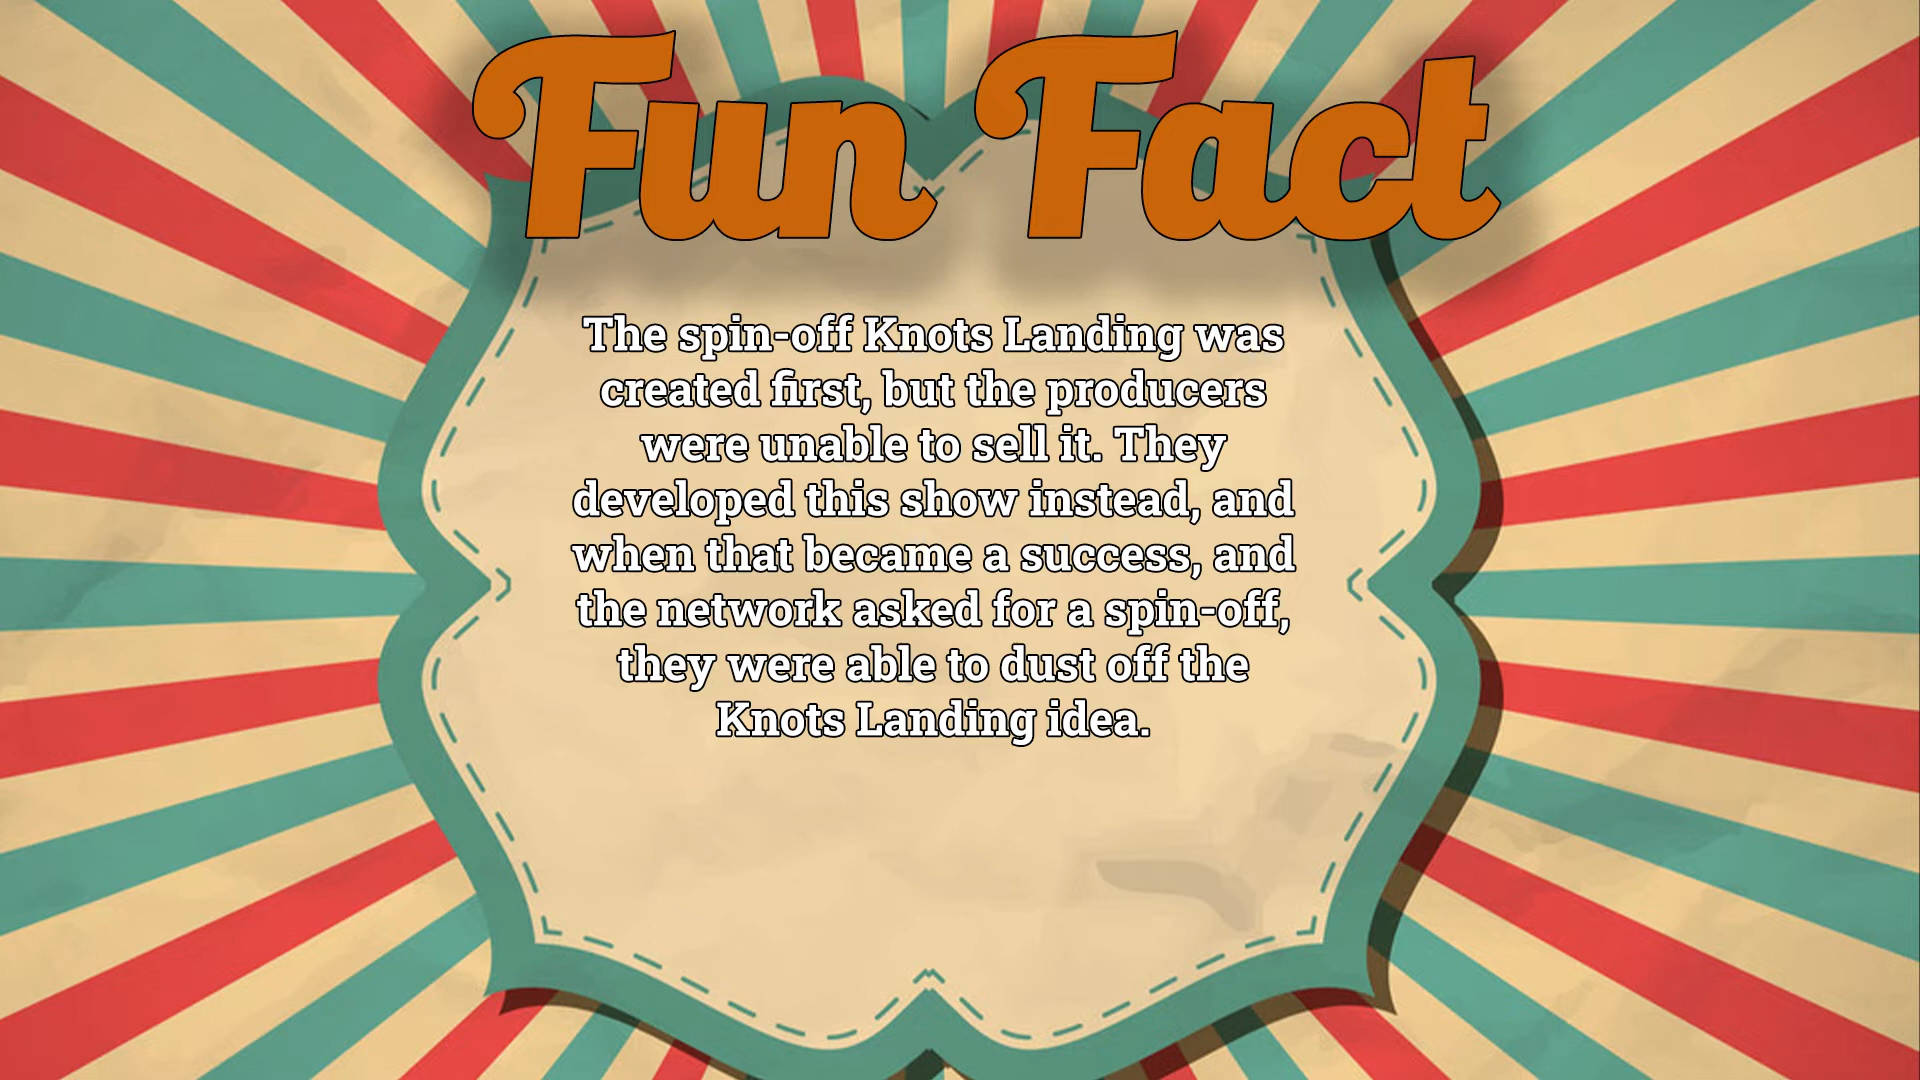 Fun Fact
The spin-off Knots Landing was
created first, but the producers
were unable to sell it. They
developed this show instead, and
when that became a success, and
the network asked for a spin-off,
they were able to dust off the
Knots Landing idea.